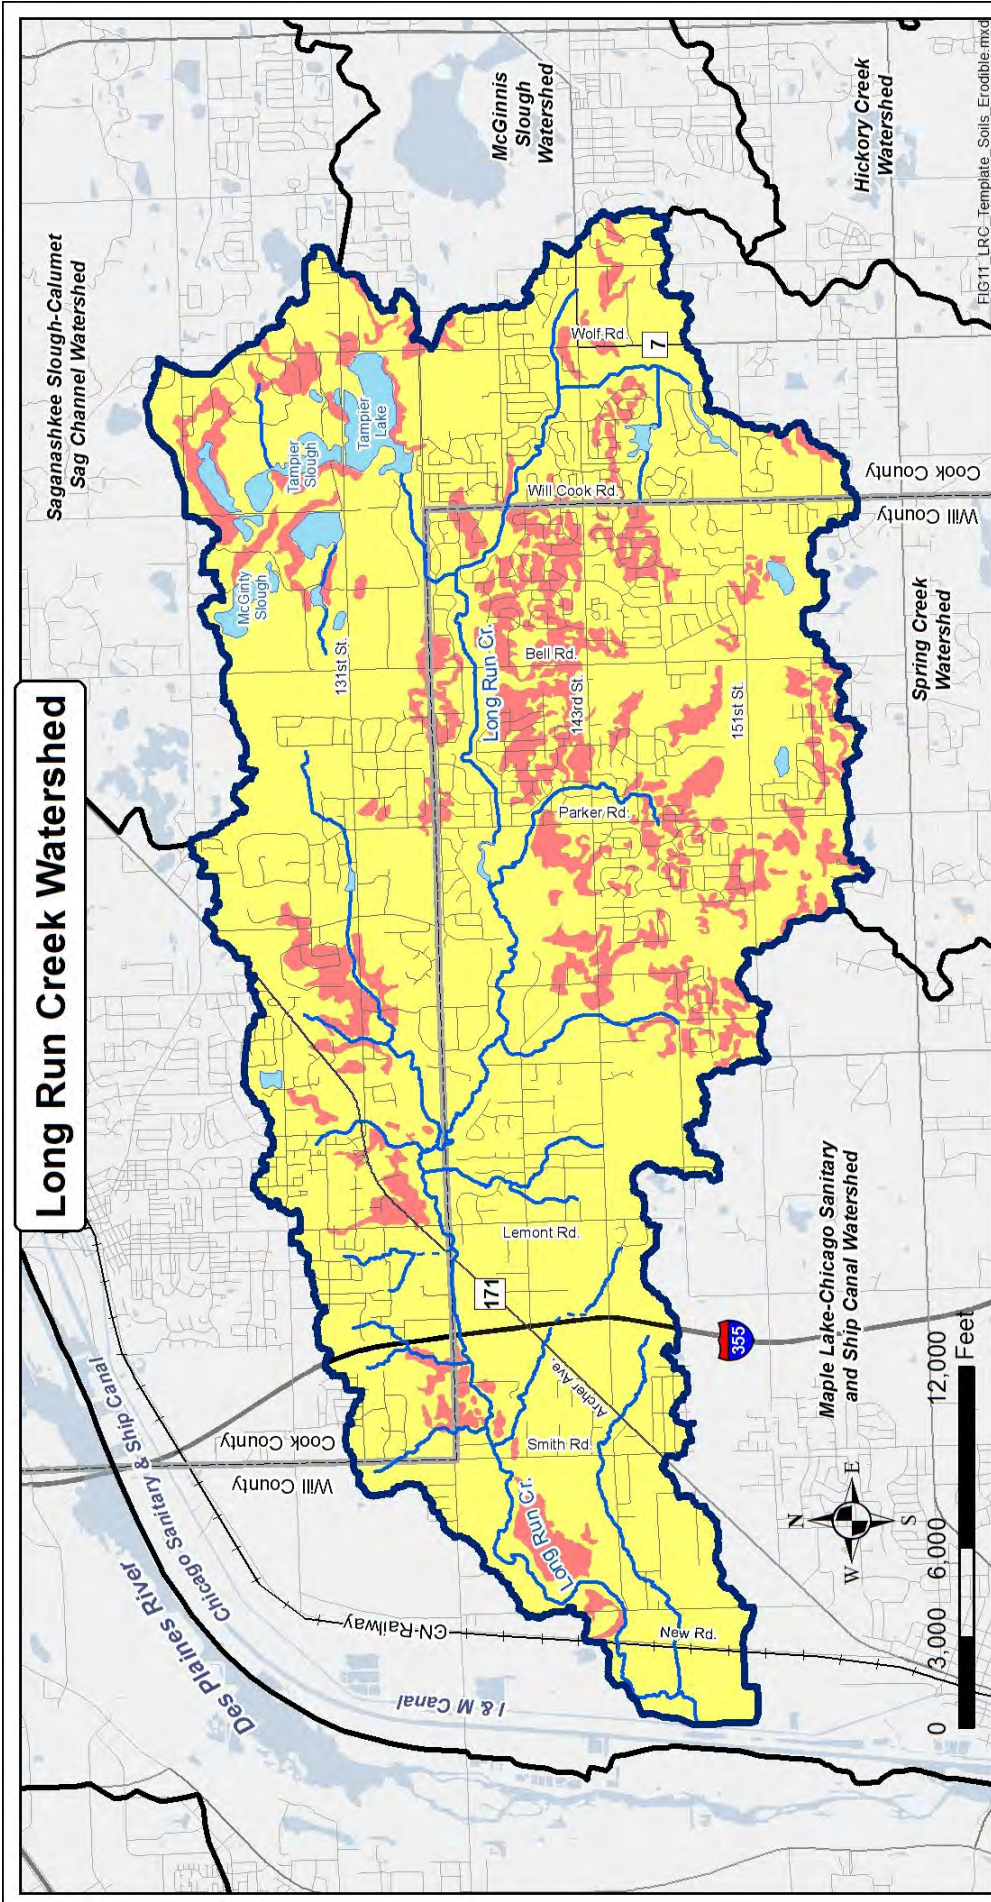 Long Run Creek Watershed
Saganashkee Slough-Calumet
Sag Channel Watershed
McGinnis
Slough
Watershed
Hickory Creek
Watershed
Spring Creek
Watershed
Maple Lake-Chicago Sanitary
and Ship Canal Watershed
Des Plaines River
Chicago Sanitary & Ship Canal
I & M Canal
CN-Railway
Cook County
Will County
Cook County
Will County
McGinty
Slough
Tampier
Slough
Tampier
Lake
131st St.
Long Run Cr.
Will Cook Rd.
Wolf Rd.
7
Bell Rd.
143rd St.
151st St.
Parker Rd.
Lemont Rd.
171
Archer Ave.
355
Smith Rd.
Long Run Cr.
New Rd.
N
W
E
S
0 3,000 6,000 12,000
Feet
FIG11_LRC_Template_Soils_Erodible.mxd